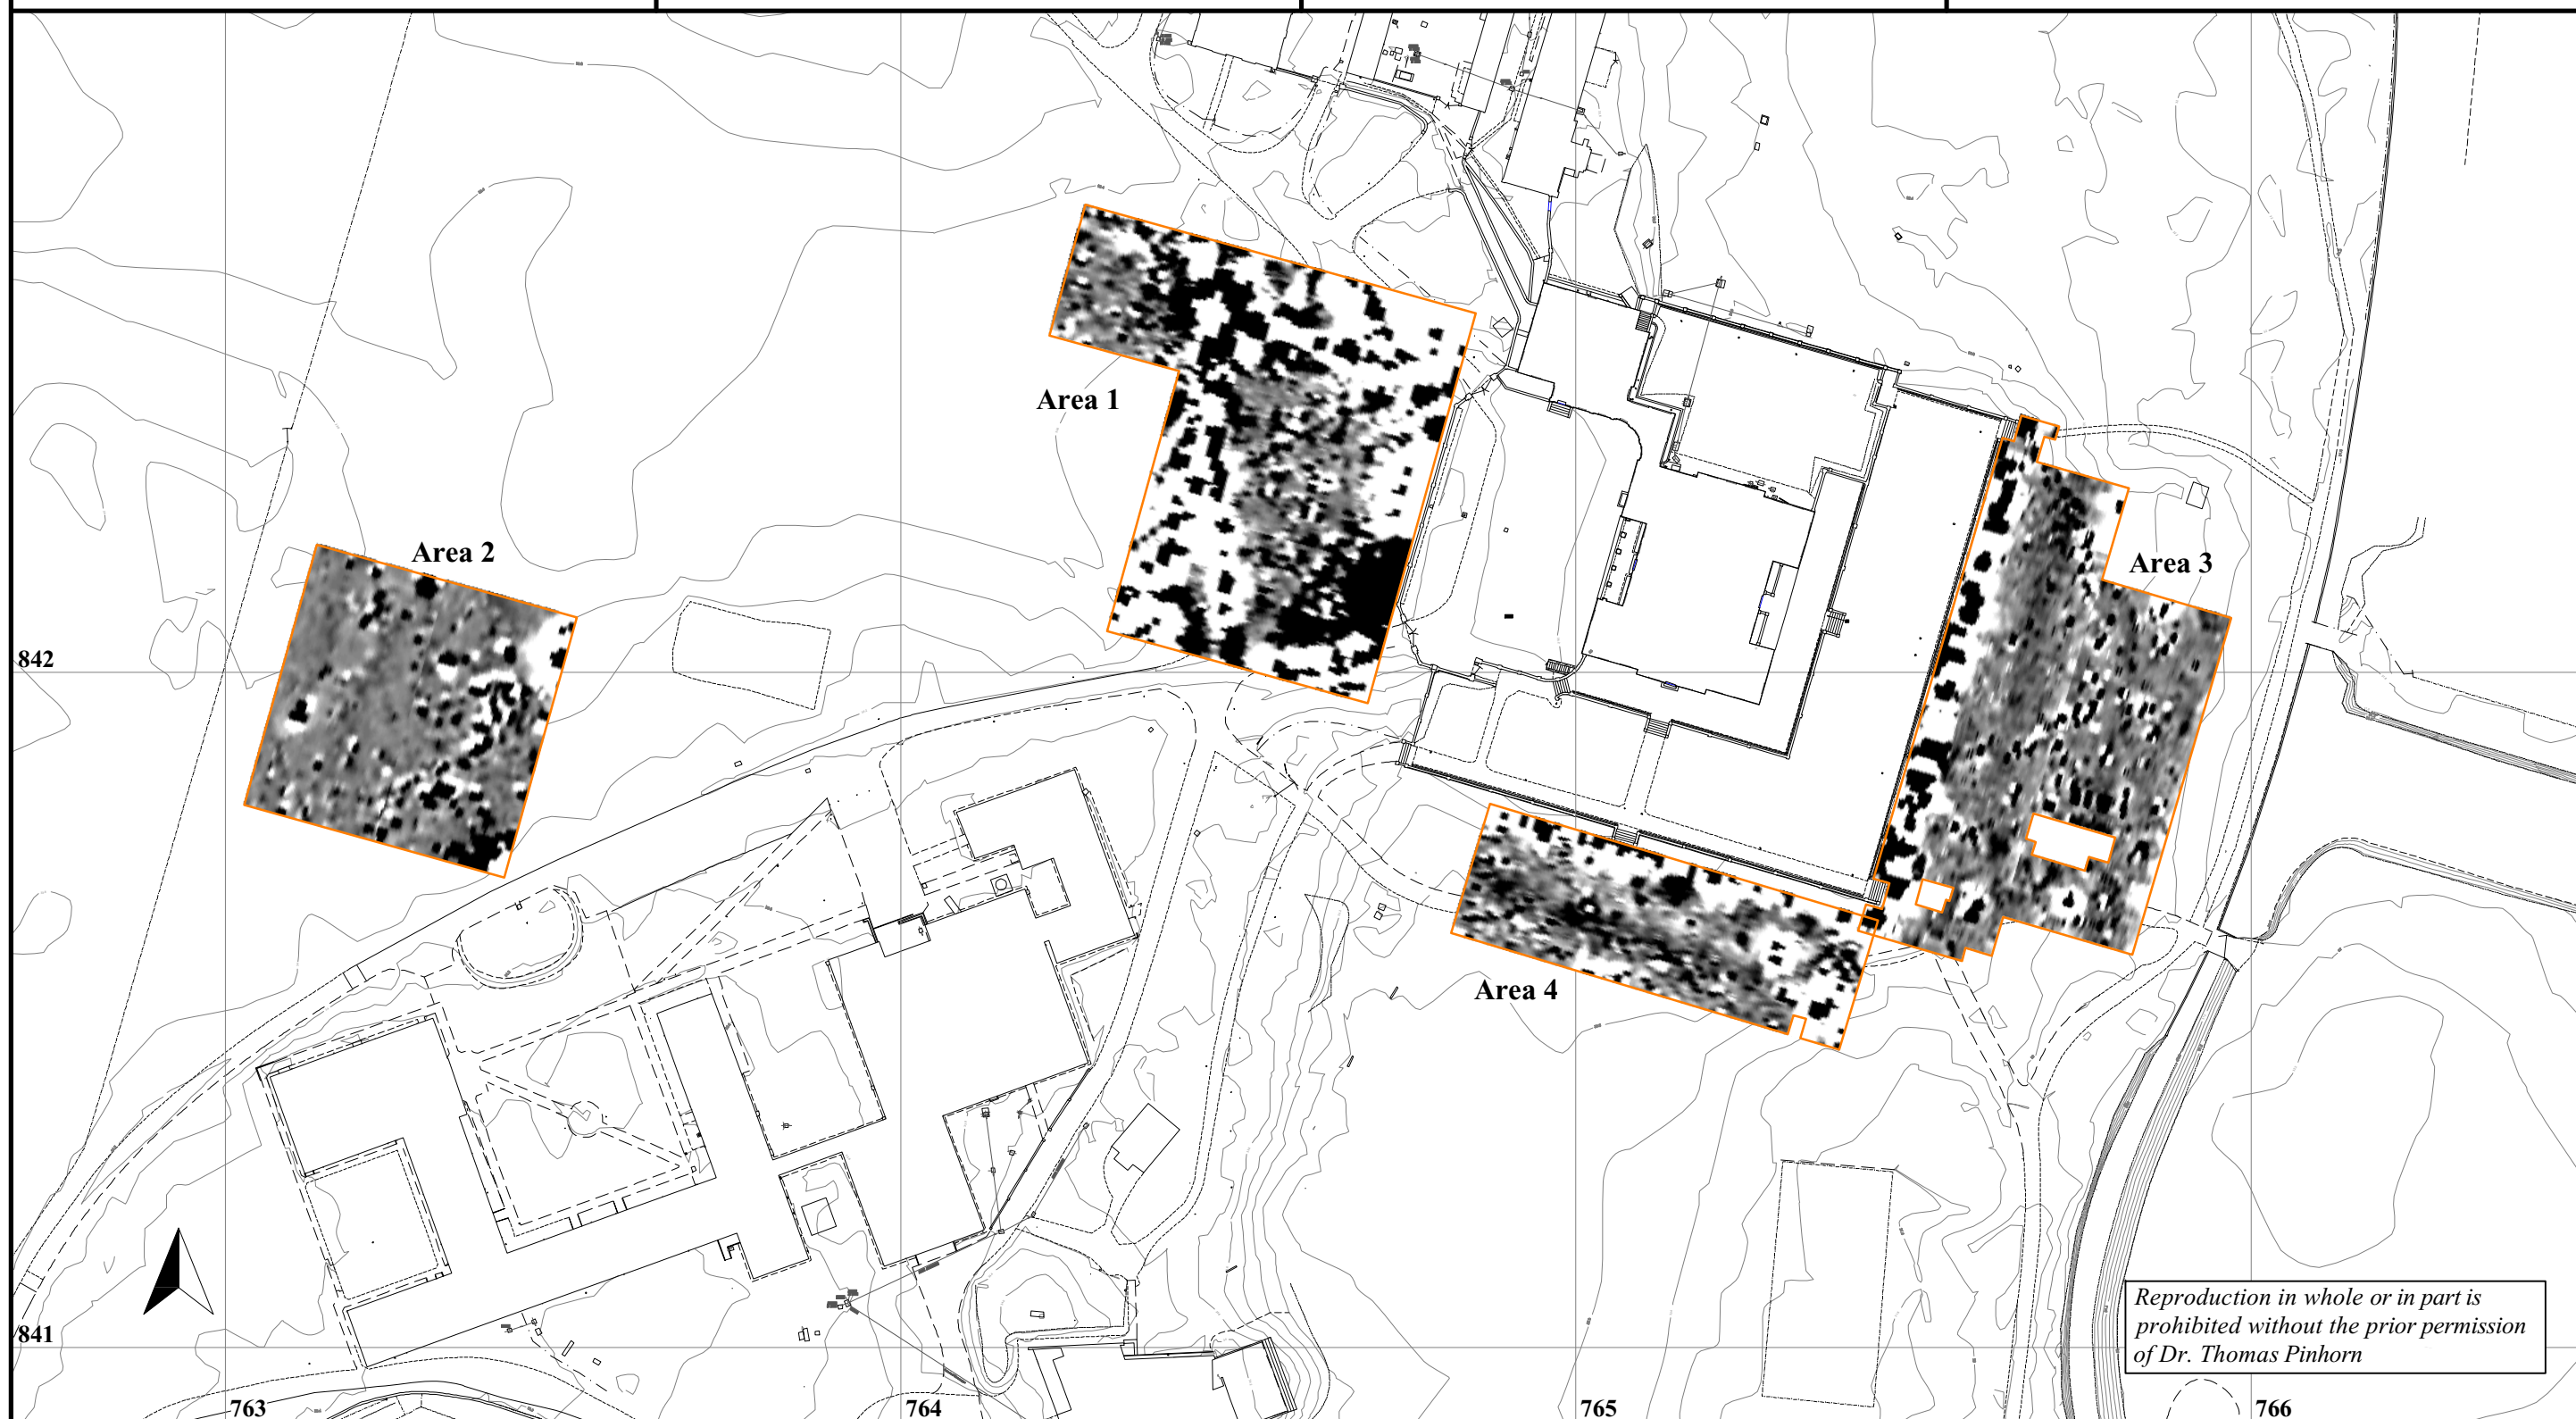 Area 1
Area 2
Area 3
842
Area 4
Reproduction in whole or in part is
prohibited without the prior permission
of Dr. Thomas Pinhorn
841
763
764
765
766